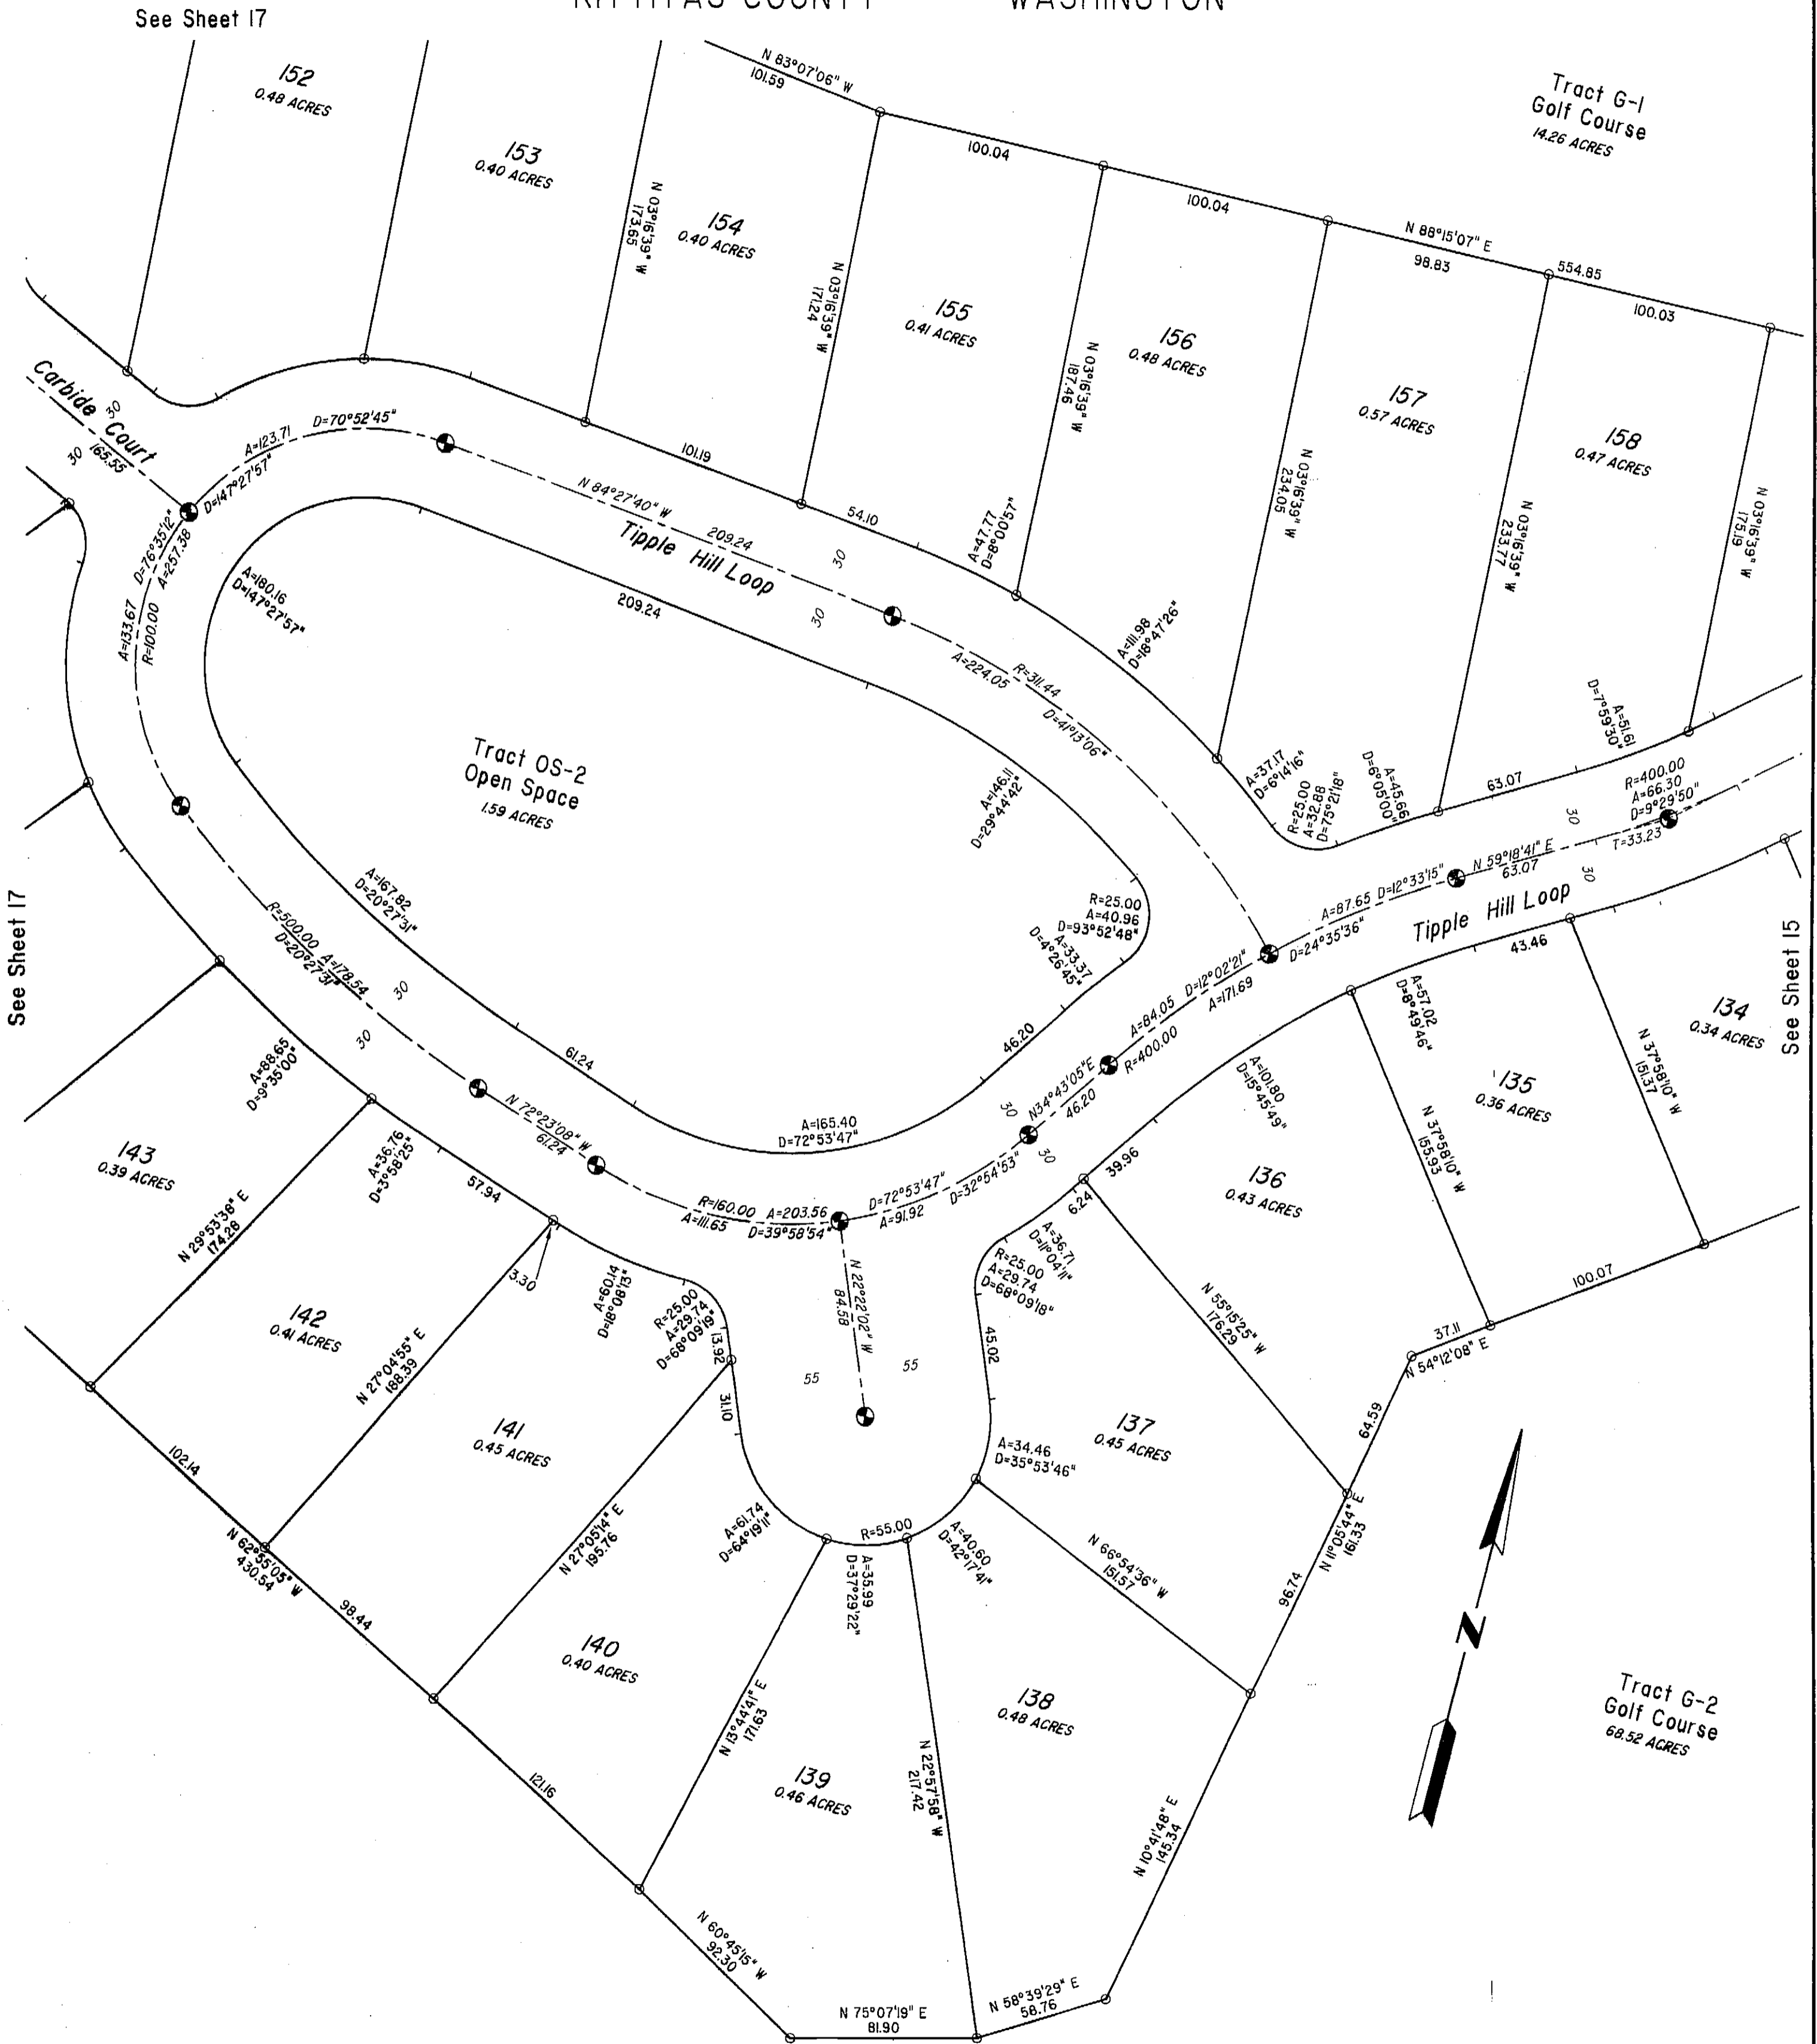 KITTITAS COUNTY WASHINGTON
See Sheet 17
152
0.48 ACRES
153
0.40 ACRES
154
0.40 ACRES
155
0.41 ACRES
156
0.48 ACRES
157
0.57 ACRES
158
0.47 ACRES
Tract G-1
Golf Course
14.26 ACRES
N 83°07'06" W
101.59
100.04
100.04
N 88°15'07" E
98.83
554.85
100.03
N 03°16'39" W
173.65
N 03°16'39" W
171.24
N 03°16'39" W
187.46
N 03°16'39" W
234.05
N 03°16'39" W
233.77
N 03°16'39" W
175.19
Carbide Court
30
30
165.55
A=123.71
D=70°52'45"
D=147°27'57"
D=76°35'12"
A=257.38
A=133.67
R=100.00
A=180.16
D=147°27'57"
101.19
N 84°27'40" W
209.24
Tipple Hill Loop
30
30
209.24
54.10
A=47.77
D=8°00'57"
A=111.98
D=18°47'26"
R=311.44
A=224.05
D=41°13'06"
A=37.17
D=6°14'16"
R=25.00
A=32.88
D=75°21'18"
A=45.66
D=6°05'00"
63.07
A=51.61
D=7°59'30"
R=400.00
A=66.30
D=9°29'50"
T=33.23
30
30
N 59°18'41" E
63.07
A=87.65 D=12°33'15"
D=24°35'36"
Tipple Hill Loop
43.46
Tract OS-2
Open Space
1.59 ACRES
A=146.11
D=29°44'42"
R=25.00
A=40.96
D=93°52'48"
A=33.37
D=4°26'45"
46.20
A=167.82
D=20°27'31"
R=500.00 A=178.54
D=20°27'31"
30
30
61.24
N 72°23'08" W
61.24
A=165.40
D=72°53'47"
R=160.00 A=203.56
A=111.65 D=39°58'54"
D=72°53'47"
A=91.92 D=32°54'53"
30
30
N34°43'05"E
46.20
A=84.05 D=12°02'21"
R=400.00 A=171.69
A=57.02
D=8°49'46"
A=101.80
D=15°45'49"
39.96
6.24
See Sheet 17
See Sheet 15
134
0.34 ACRES
N 37°58'10" W
151.37
135
0.36 ACRES
N 37°58'10" W
155.93
100.07
136
0.43 ACRES
37.11
N 54°12'08" E
64.59
N 55°15'25" W
176.29
A=36.71
D=11°04'11"
R=25.00
A=29.74
D=68°09'18"
45.02
N 22°22'02" W
84.58
55
55
A=88.65
D=9°35'00"
143
0.39 ACRES
N 29°53'38" E
174.28
A=36.76
D=3°58'25"
57.94
3.30
142
0.41 ACRES
N 27°04'55" E
188.39
A=60.14
D=18°08'13"
R=25.00
A=29.74
D=68°09'19"
13.92
31.10
141
0.45 ACRES
102.14
N 62°55'05" W
430.54
98.44
N 27°05'14" E
195.76
A=61.74
D=64°19'11"
R=55.00
A=35.99
D=37°29'22"
A=40.60
D=42°17'41"
A=34.46
D=35°53'46"
137
0.45 ACRES
N 66°54'36" W
151.57
N 11°05'44" E
161.33
96.74
140
0.40 ACRES
121.16
N 13°44'41" E
171.63
139
0.46 ACRES
N 22°57'58" W
217.42
138
0.48 ACRES
N 10°41'48" E
145.34
N 60°45'15" W
92.30
N 75°07'19" E
81.90
N 58°39'29" E
58.76
N
Tract G-2
Golf Course
68.52 ACRES